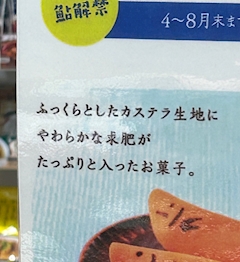 鮎解禁
4～8月末ま
ふっくらとしたカステラ生地に
やわらかな求肥が
たっぷりと入ったお菓子。